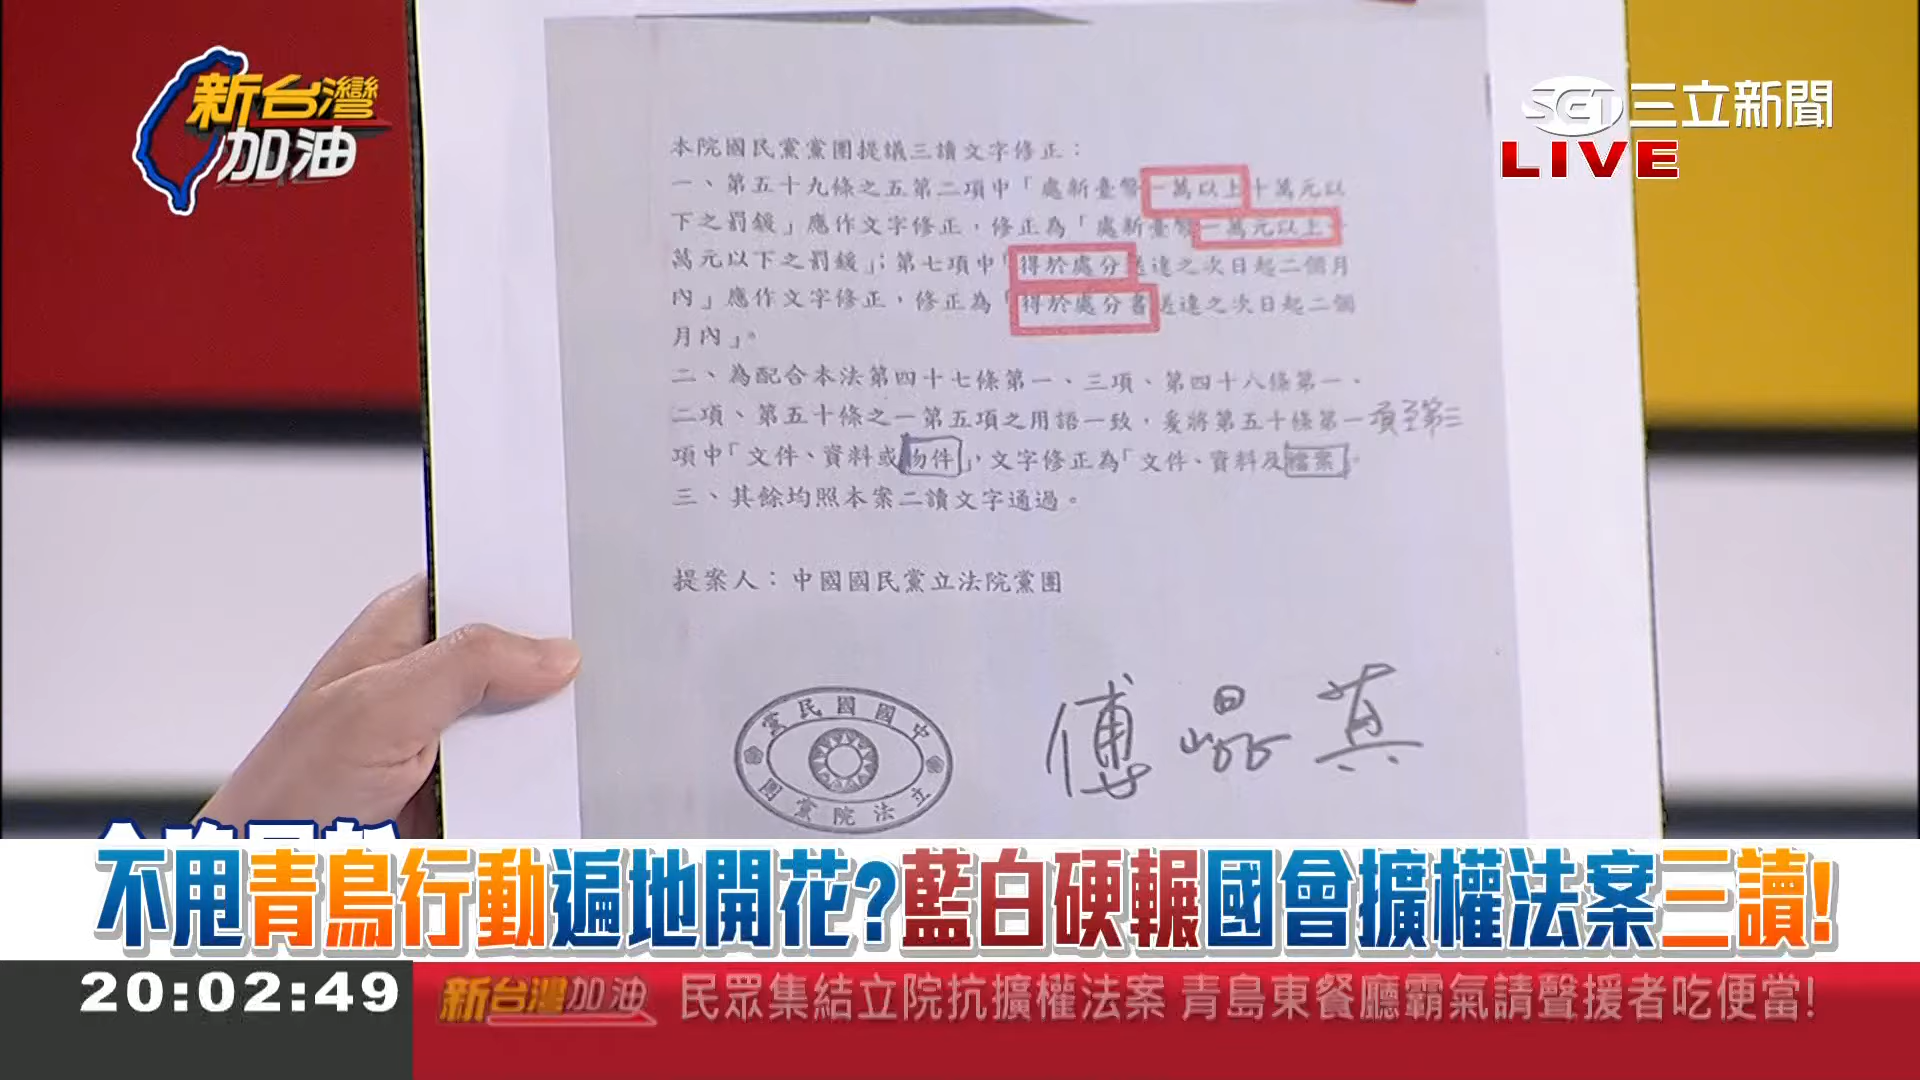 新台灣
加油
SET三立新聞
LIVE
本院國民黨黨團提議三讀文字修正：
一、第五十九條之五第二項中「處新臺幣一萬以上十萬元以
下之罰鍰」應作文字修正，修正為「處新臺幣一萬元以上十
萬元以下之罰鍰」；第七項中「得於處分送達之次日起二個月
內」應作文字修正，修正為「得於處分書送達之次日起二個
月內」。
二、為配合本法第四十七條第一、三項、第四十八條第一、
二項、第五十條之一第五項之用語一致，爰將第五十條第一項至第三
項中「文件、資料或物件」，文字修正為「文件、資料及檔案」。
三、其餘均照本案二讀文字通過。
提案人：中國國民黨立法院黨團
中國國民黨
立法院黨團
傅崐萁
不甩青鳥行動遍地開花?藍白硬輾國會擴權法案三讀!
20:02:49
新台灣加油
民眾集結立院抗擴權法案 青島東餐廳霸氣請聲援者吃便當!